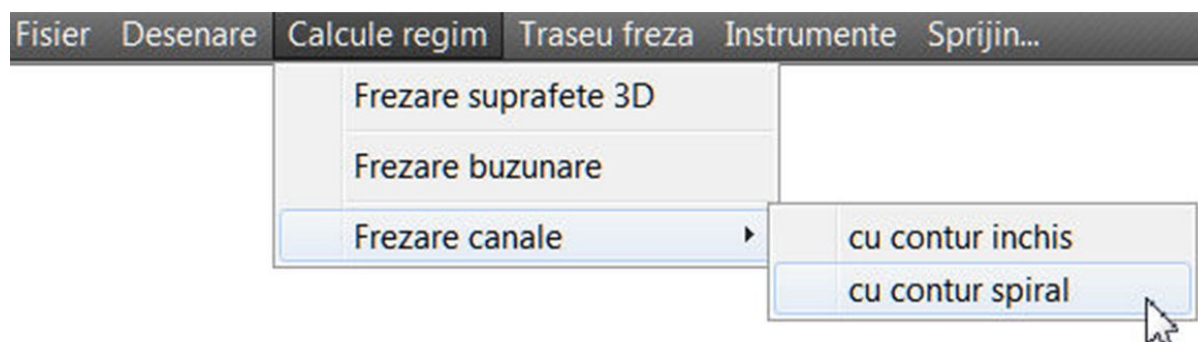 Fisier Desenare Calcule regim Traseu freza Instrumente Sprijin...
Frezare suprafete 3D
Frezare buzunare
Frezare canale
cu contur inchis
cu contur spiral